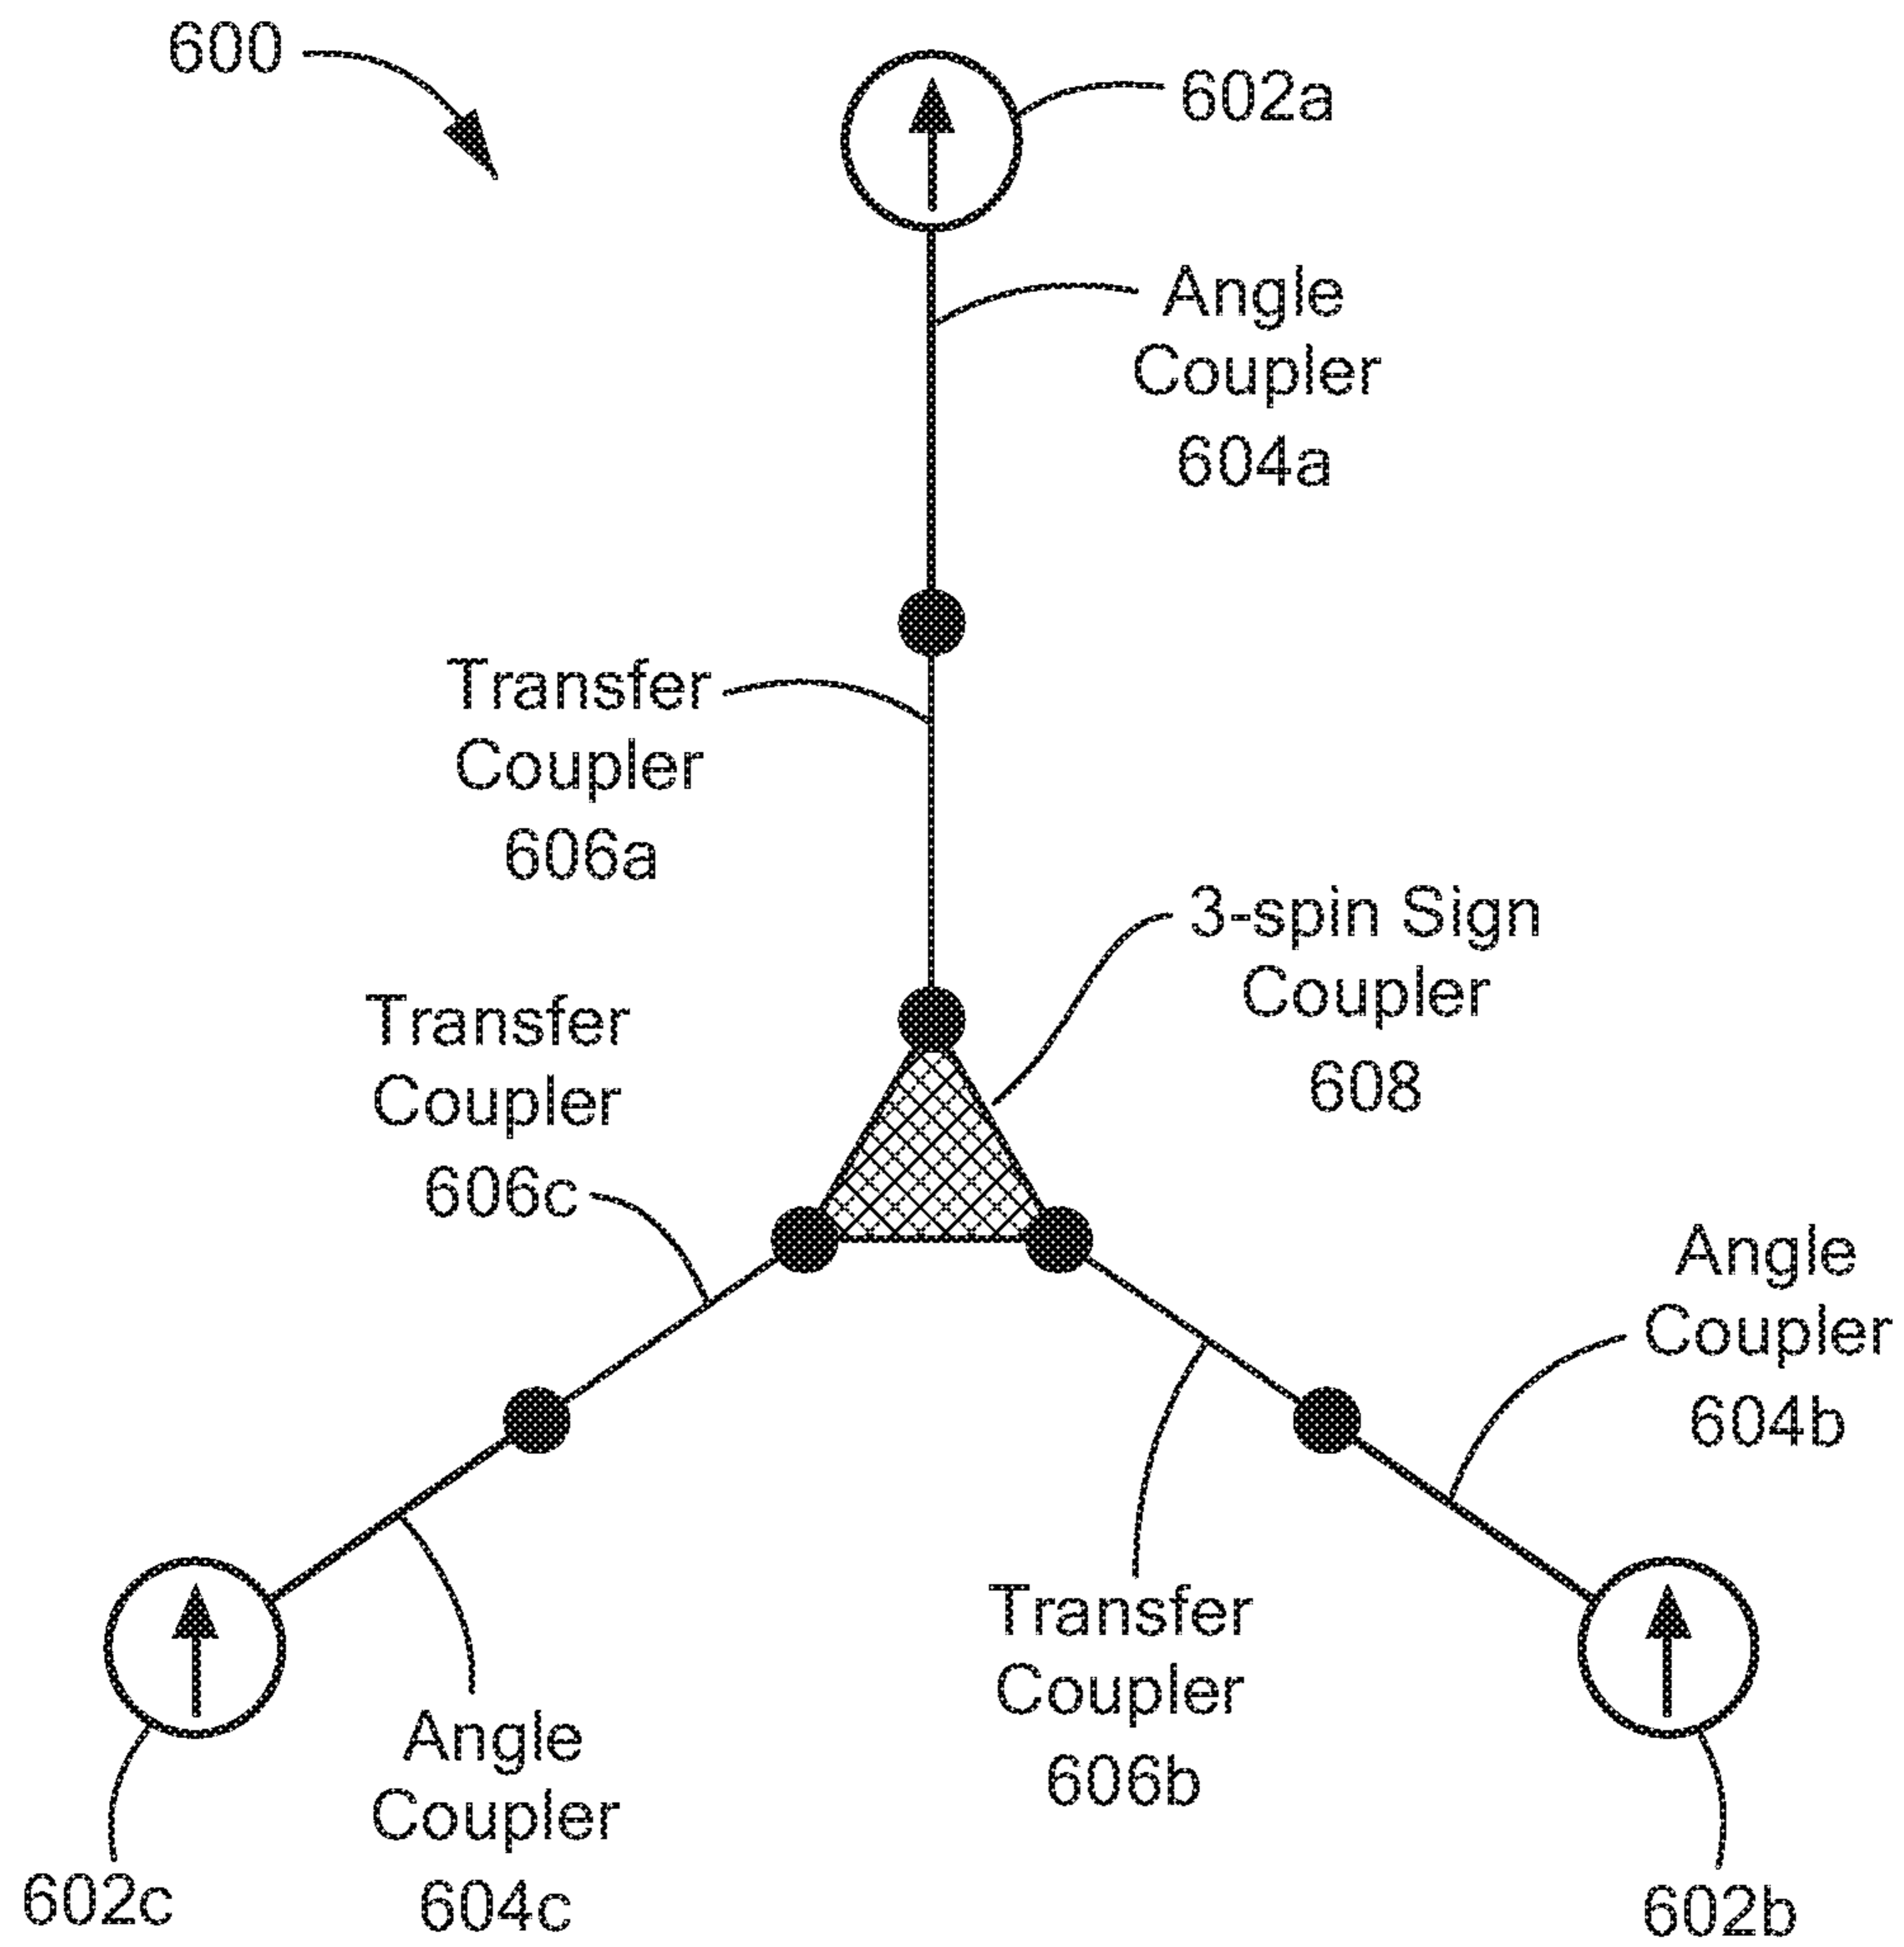 600
602a
Angle
Coupler
604a
Transfer
Coupler
606a
3-spin Sign
Coupler
608
Transfer
Coupler
606c
Angle
Coupler
604b
Transfer
Coupler
606b
Angle
Coupler
604c
602c
602b